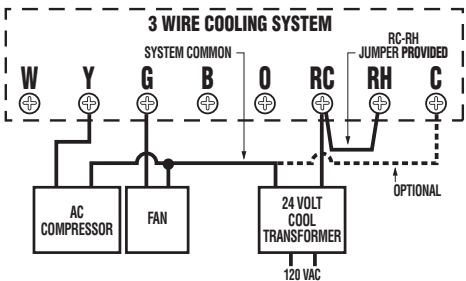 3 WIRE COOLING SYSTEM
SYSTEM COMMON
RC-RH
JUMPER PROVIDED
W Y G B O RC RH C
OPTIONAL
AC
COMPRESSOR
FAN
24 VOLT
COOL
TRANSFORMER
120 VAC